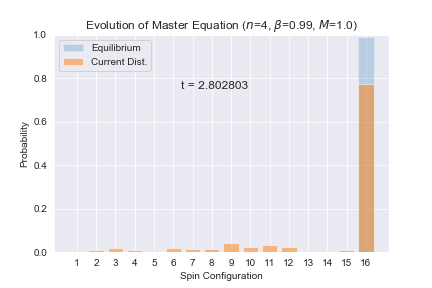 Evolution of Master Equation (n=4, β=0.99, M=1.0)
1.0
0.8
0.6
0.4
0.2
0.0
Probability
Equilibrium
Current Dist.
t = 2.802803
1 2 3 4 5 6 7 8 9 10 11 12 13 14 15 16
Spin Configuration